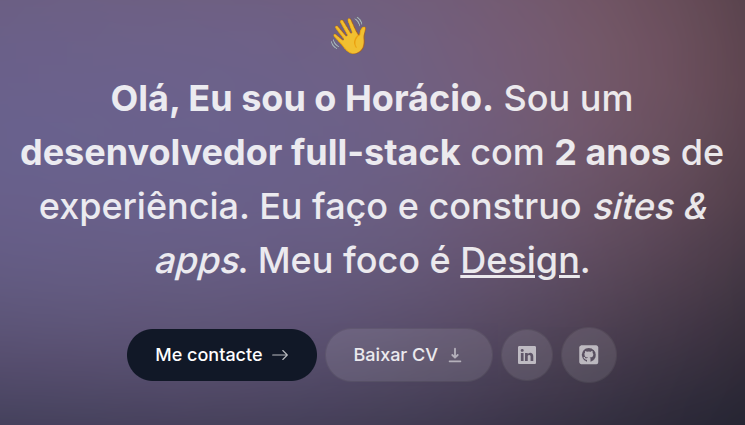 Olá, Eu sou o Horácio. Sou um
desenvolvedor full-stack com 2 anos de
experiência. Eu faço e construo sites &
apps. Meu foco é Design.
Me contacte
Baixar CV
in